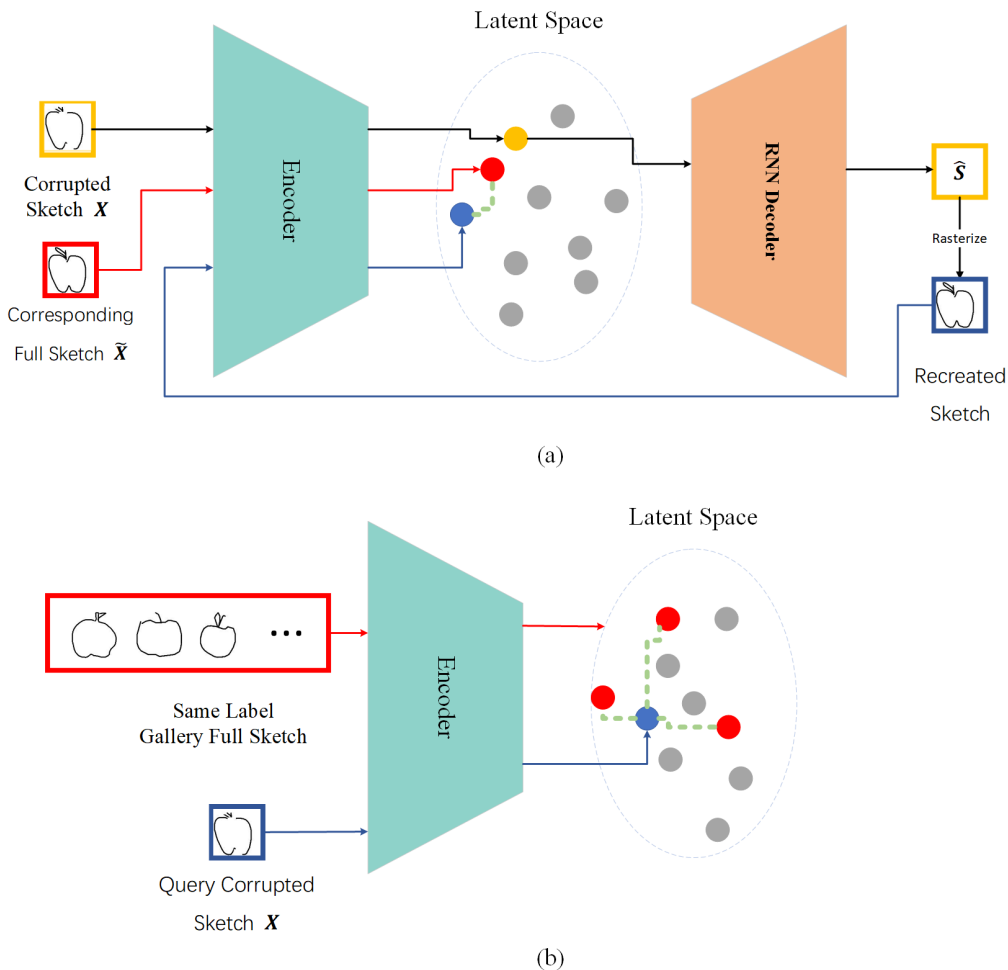 Latent Space
Corrupted
Sketch X
Encoder
RNN Decoder
Ŝ
Rasterize
Corresponding
Full Sketch X̃
Recreated
Sketch
(a)
Latent Space
Encoder
•••
Same Label
Gallery Full Sketch
Query Corrupted
Sketch X
(b)